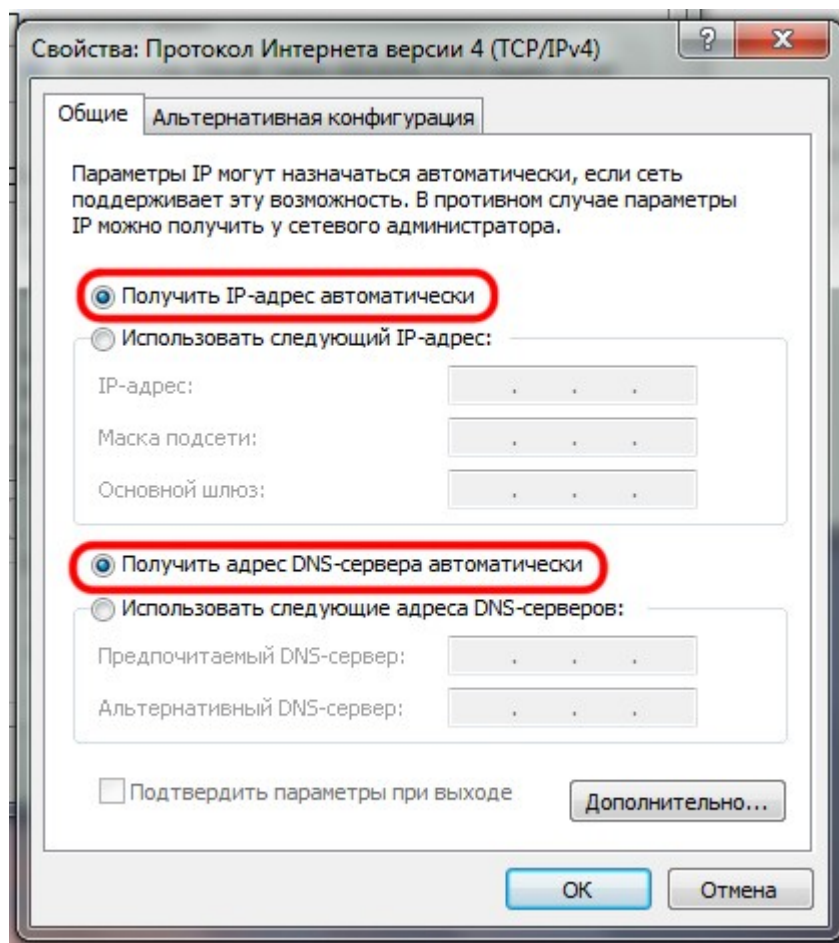 Свойства: Протокол Интернета версии 4 (TCP/IPv4)
?
Общие
Альтернативная конфигурация
Параметры IP могут назначаться автоматически, если сеть
поддерживает эту возможность. В противном случае параметры
IP можно получить у сетевого администратора.
Получить IP-адрес автоматически
Использовать следующий IP-адрес:
IP-адрес:
Маска подсети:
Основной шлюз:
Получить адрес DNS-сервера автоматически
Использовать следующие адреса DNS-серверов:
Предпочитаемый DNS-сервер:
Альтернативный DNS-сервер:
Подтвердить параметры при выходе
Дополнительно...
ОК
Отмена